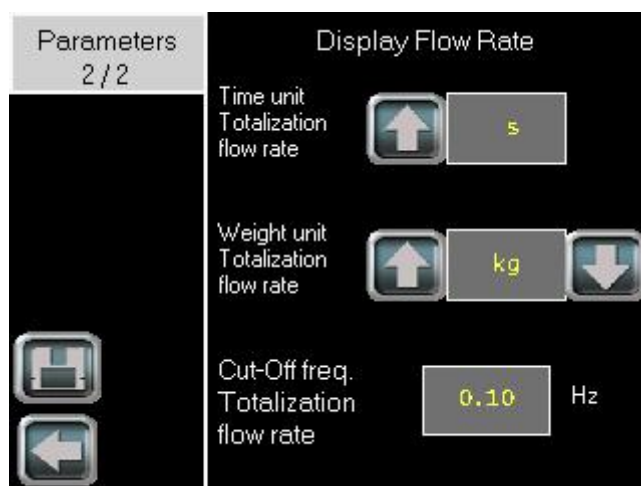 Parameters
2 / 2
Display Flow Rate
Time unit
Totalization
flow rate
s
Weight unit
Totalization
flow rate
kg
Cut-Off freq.
Totalization
flow rate
0.10
Hz